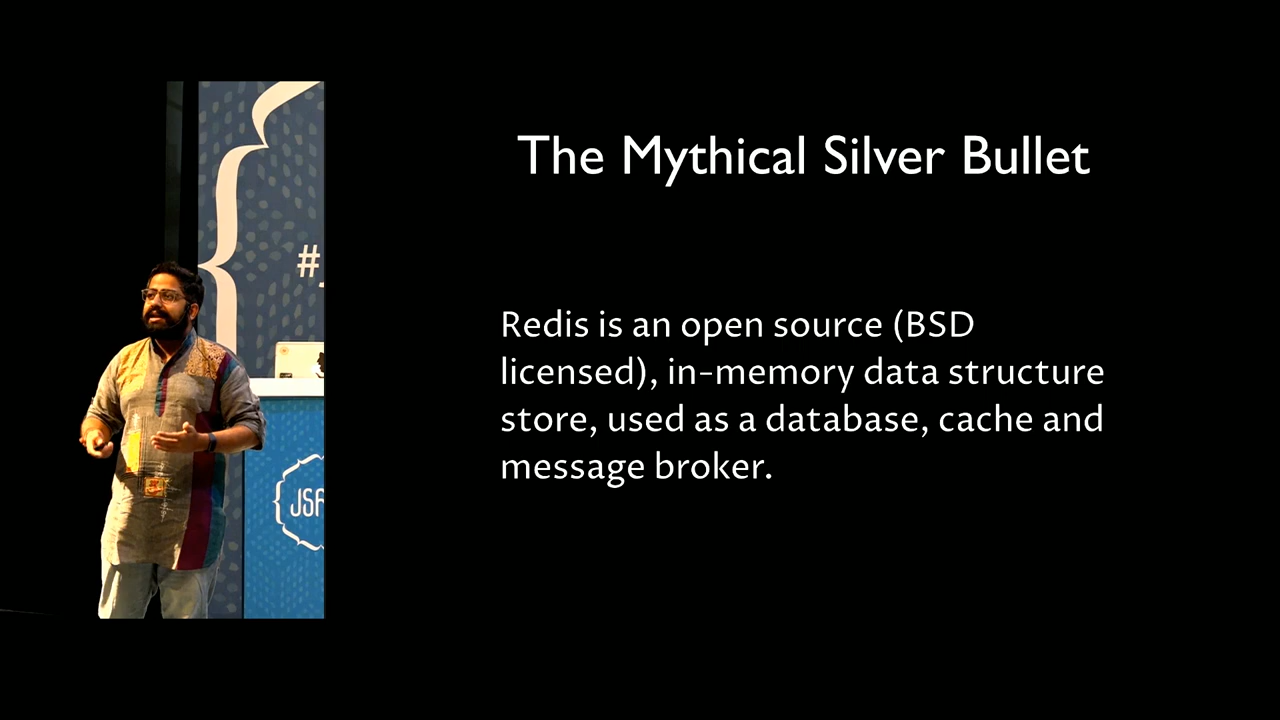 The Mythical Silver Bullet
Redis is an open source (BSD
licensed), in-memory data structure
store, used as a database, cache and
message broker.
#